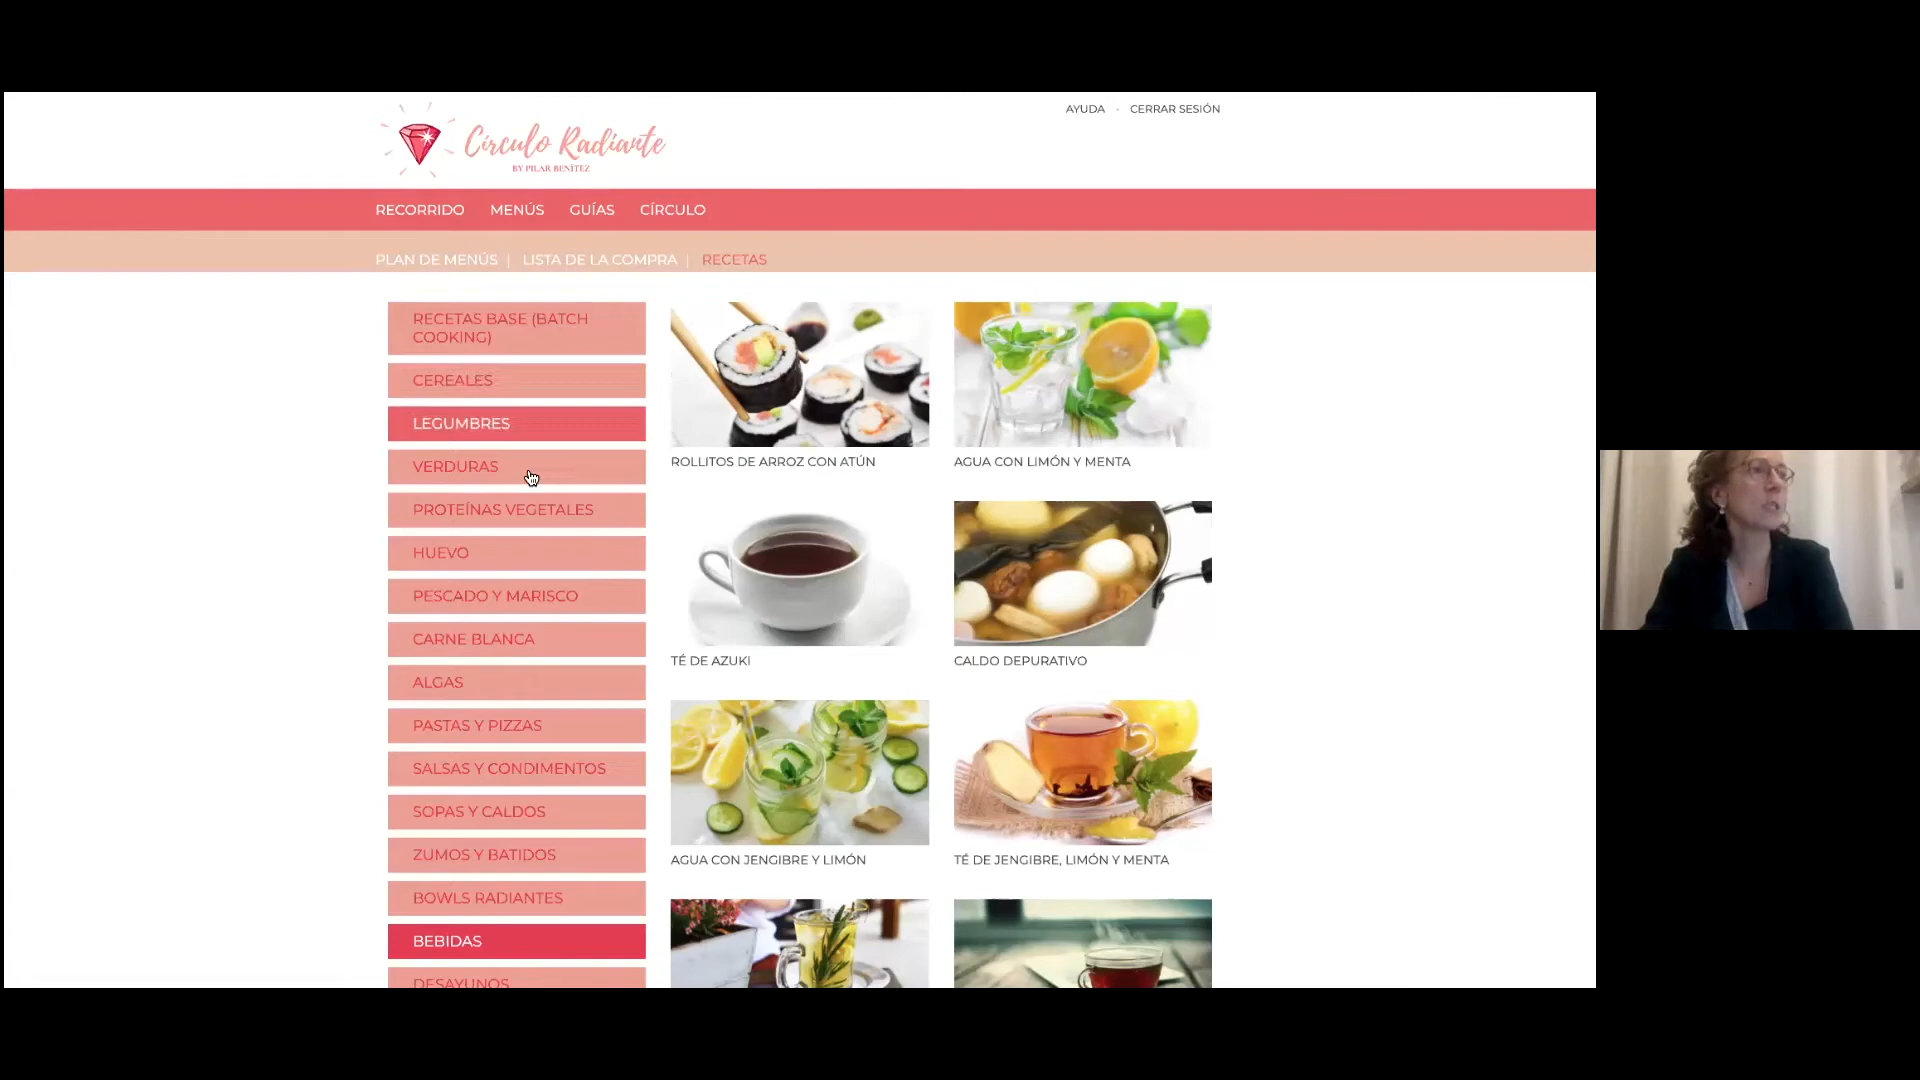 AYUDA · CERRAR SESIÓN
Círculo Radiante
BY PILAR BENÍTEZ
RECORRIDO MENÚS GUÍAS CÍRCULO
PLAN DE MENÚS | LISTA DE LA COMPRA | RECETAS
RECETAS BASE (BATCH
COOKING)
CEREALES
LEGUMBRES
VERDURAS
PROTEÍNAS VEGETALES
HUEVO
PESCADO Y MARISCO
CARNE BLANCA
ALGAS
PASTAS Y PIZZAS
SALSAS Y CONDIMENTOS
SOPAS Y CALDOS
ZUMOS Y BATIDOS
BOWLS RADIANTES
BEBIDAS
DESAYUNOS
ROLLITOS DE ARROZ CON ATÚN
AGUA CON LIMÓN Y MENTA
TÉ DE AZUKI
CALDO DEPURATIVO
AGUA CON JENGIBRE Y LIMÓN
TÉ DE JENGIBRE, LIMÓN Y MENTA